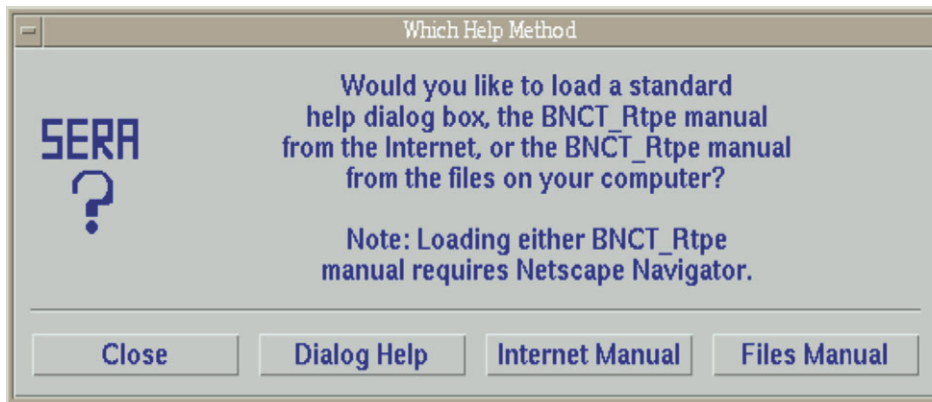 Which Help Method
SERA
?
Would you like to load a standard
help dialog box, the BNCT_Rtpe manual
from the Internet, or the BNCT_Rtpe manual
from the files on your computer?
Note: Loading either BNCT_Rtpe
manual requires Netscape Navigator.
Close
Dialog Help
Internet Manual
Files Manual